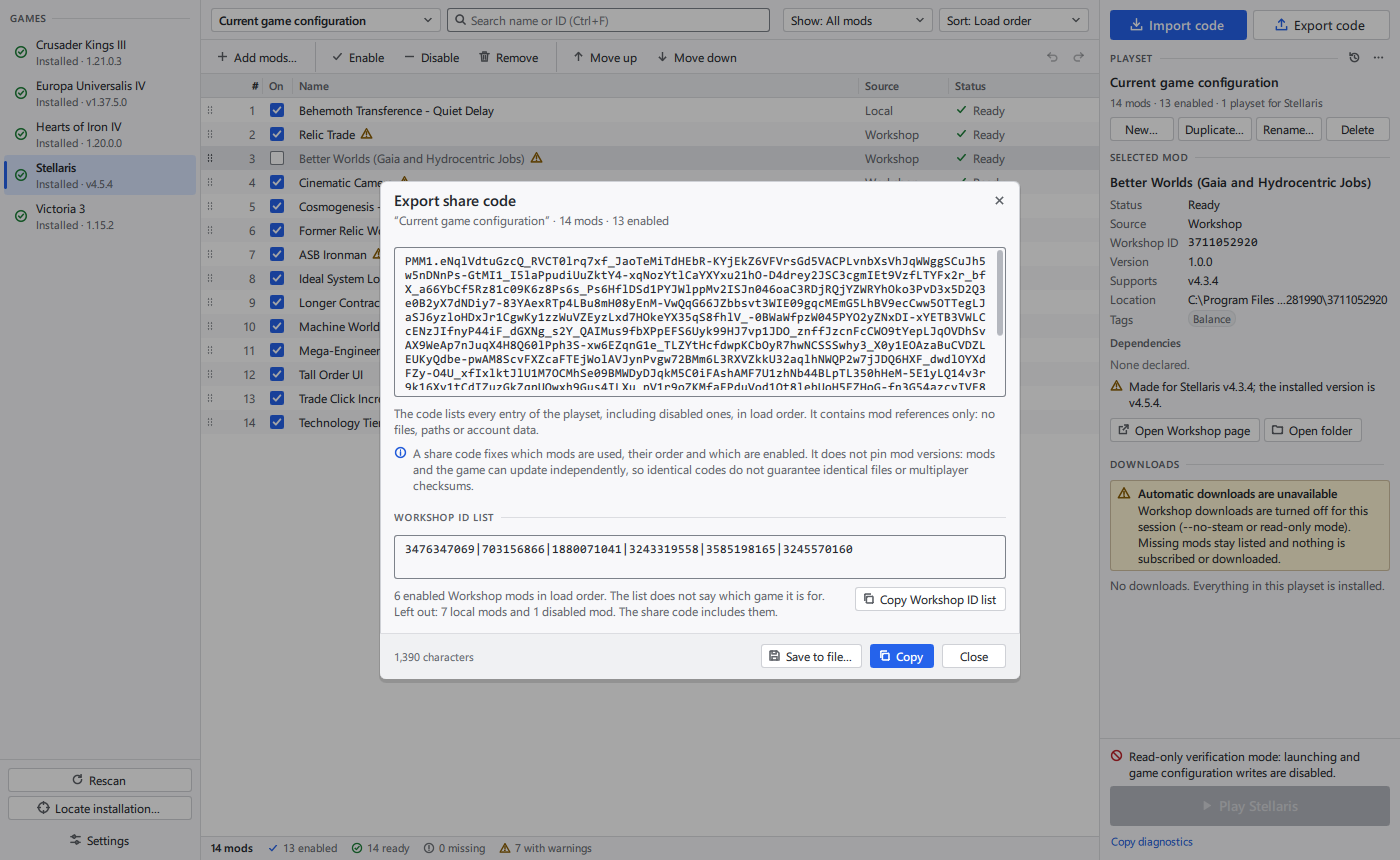 GAMES
Crusader Kings III
Installed · 1.21.0.3
Europa Universalis IV
Installed · v1.37.5.0
Hearts of Iron IV
Installed · 1.20.0.0
Stellaris
Installed · v4.5.4
Victoria 3
Installed · 1.15.2
Rescan
Locate installation...
Settings
Current game configuration
Search name or ID (Ctrl+F)
Show: All mods
Sort: Load order
Add mods...
Enable
Disable
Remove
Move up
Move down
# On Name Source Status
1 Behemoth Transference - Quiet Delay Local Ready
2 Relic Trade Workshop Ready
3 Better Worlds (Gaia and Hydrocentric Jobs) Workshop Ready
4 Cinematic
5 Cosmogenesis -
6 Former Relic
7 ASB Ironman
8 Ideal System
9 Longer
10 Machine World
11
12 Tall Order UI
13 Trade Click
14 Technology
14 mods 13 enabled 14 ready 0 missing 7 with warnings
Export share code
“Current game configuration” · 14 mods · 13 enabled
The code lists every entry of the playset, including disabled ones, in load order. It contains mod references only: no
files, paths or account data.
A share code fixes which mods are used, their order and which are enabled. It does not pin mod versions: mods
and the game can update independently, so identical codes do not guarantee identical files or multiplayer
checksums.
WORKSHOP ID LIST
3476347069|703156866|1880071041|3243319558|3585198165|3245570160
6 enabled Workshop mods in load order. The list does not say which game it is for.
Left out: 7 local mods and 1 disabled mod. The share code includes them.
Copy Workshop ID list
1,390 characters
Save to file...
Copy
Close
Import code
Export code
PLAYSET
Current game configuration
14 mods · 13 enabled · 1 playset for Stellaris
New...
Duplicate...
Rename...
Delete
SELECTED MOD
Better Worlds (Gaia and Hydrocentric Jobs)
Status Ready
Source Workshop
Workshop ID 3711052920
Version 1.0.0
Supports v4.3.4
Location C:\Program Files ...281990\3711052920
Tags Balance
Dependencies
None declared.
Made for Stellaris v4.3.4; the installed version is
v4.5.4.
Open Workshop page
Open folder
DOWNLOADS
Automatic downloads are unavailable
Workshop downloads are turned off for this
session (--no-steam or read-only mode).
Missing mods stay listed and nothing is
subscribed or downloaded.
No downloads. Everything in this playset is installed.
Read-only verification mode: launching and
game configuration writes are disabled.
Play Stellaris
Copy diagnostics